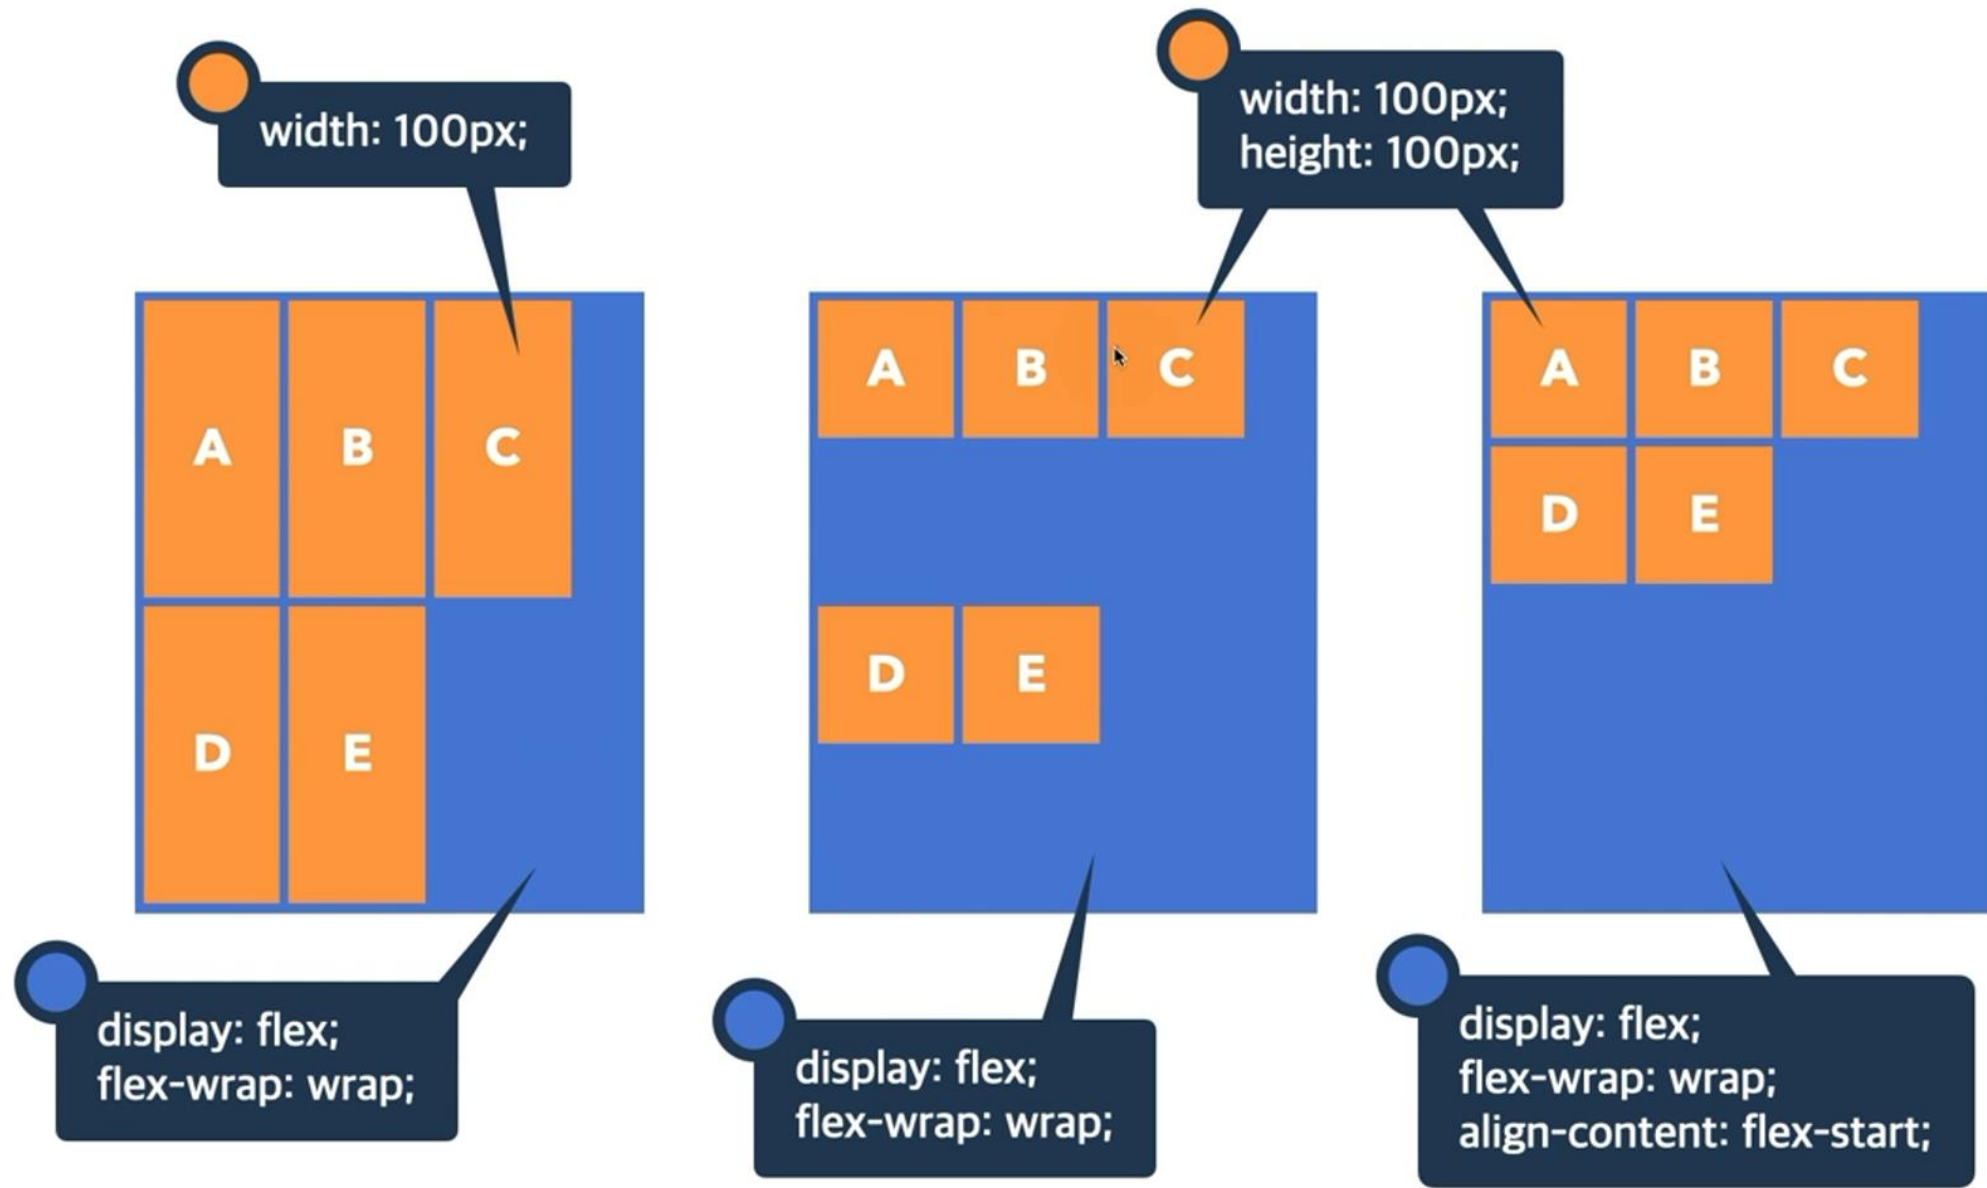 width: 100px;
width: 100px;
height: 100px;
A B C
D E
A B C
D E
A B C
D E
display: flex;
flex-wrap: wrap;
display: flex;
flex-wrap: wrap;
display: flex;
flex-wrap: wrap;
align-content: flex-start;